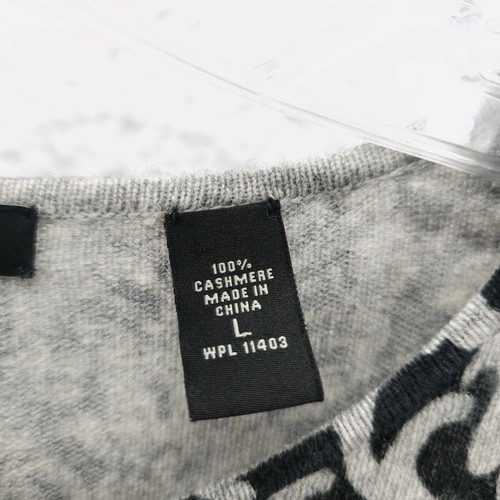 100%
CASHMERE
MADE IN
CHINA
L
WPL 11403